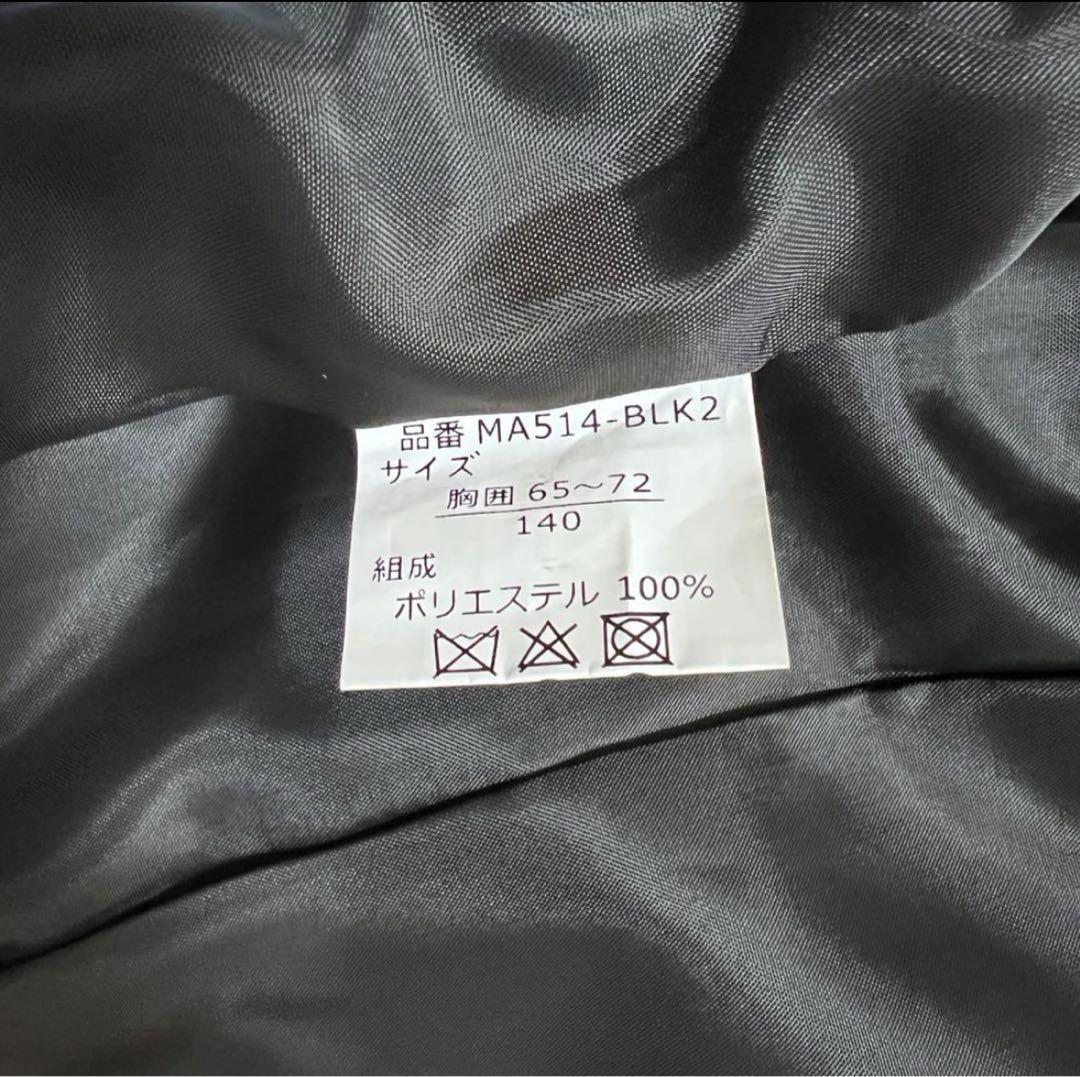 品番 MA514-BLK2
サイズ
胸囲 65～72
140
組成
ポリエステル 100%